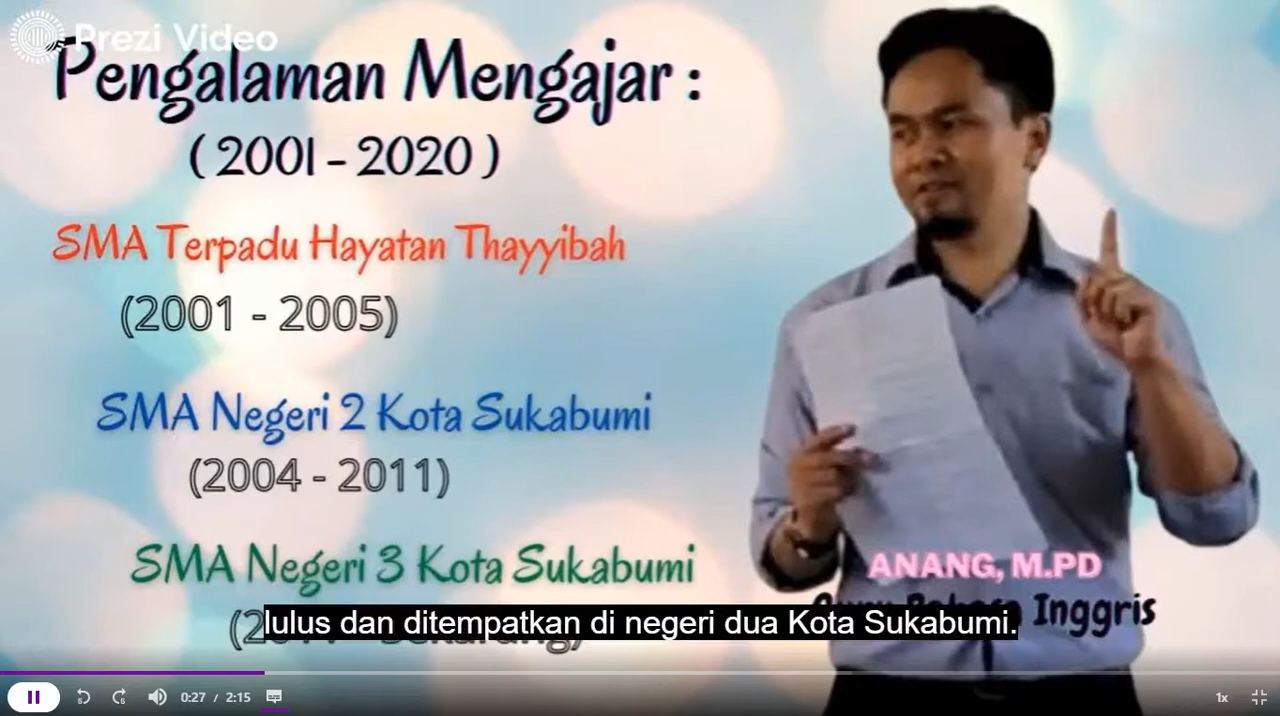 Prezi Video
Pengalaman Mengajar :
( 2001 - 2020 )
SMA Terpadu Hayatan Thayyibah
(2001 - 2005)
SMA Negeri 2 Kota Sukabumi
(2004 - 2011)
SMA Negeri 3 Kota Sukabumi
ANANG, M.PD
Inggris
lulus dan ditempatkan di negeri dua Kota Sukabumi.
5
5
0:27 / 2:15
1x